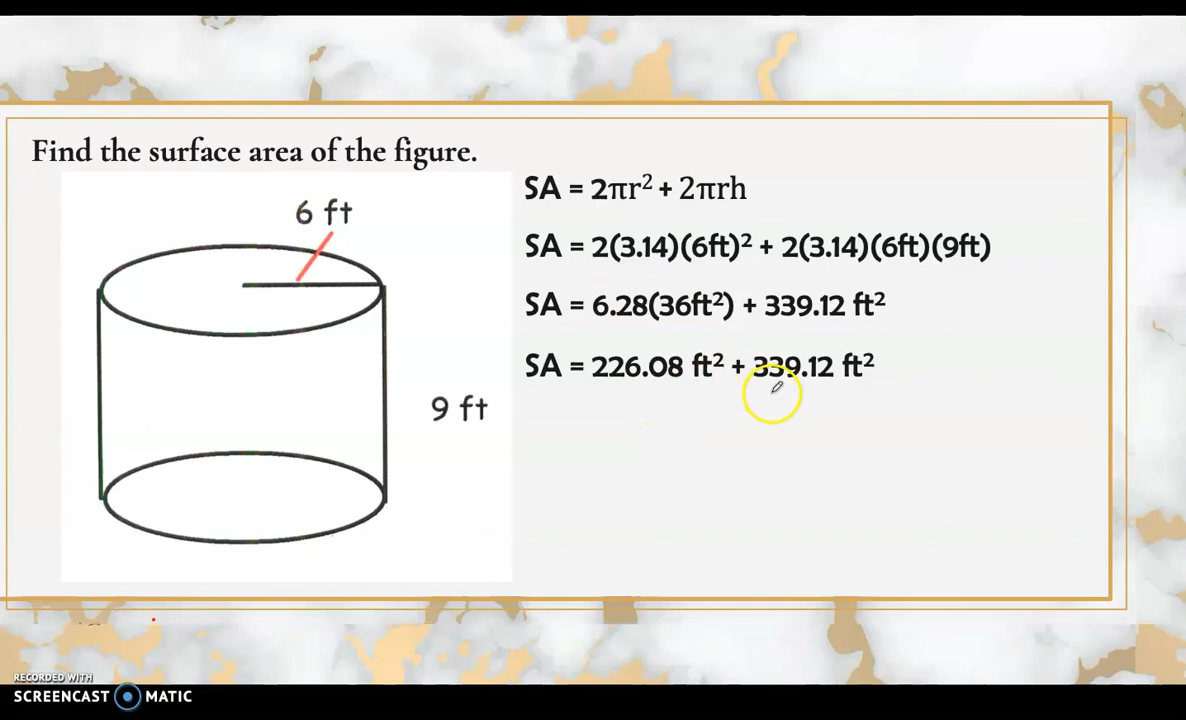 Find the surface area of the figure.
6 ft
9 ft
SA = 2πr² + 2πrh
SA = 2(3.14)(6ft)² + 2(3.14)(6ft)(9ft)
SA = 6.28(36ft²) + 339.12 ft²
SA = 226.08 ft² + 339.12 ft²
RECORDED WITH
SCREENCAST MATIC